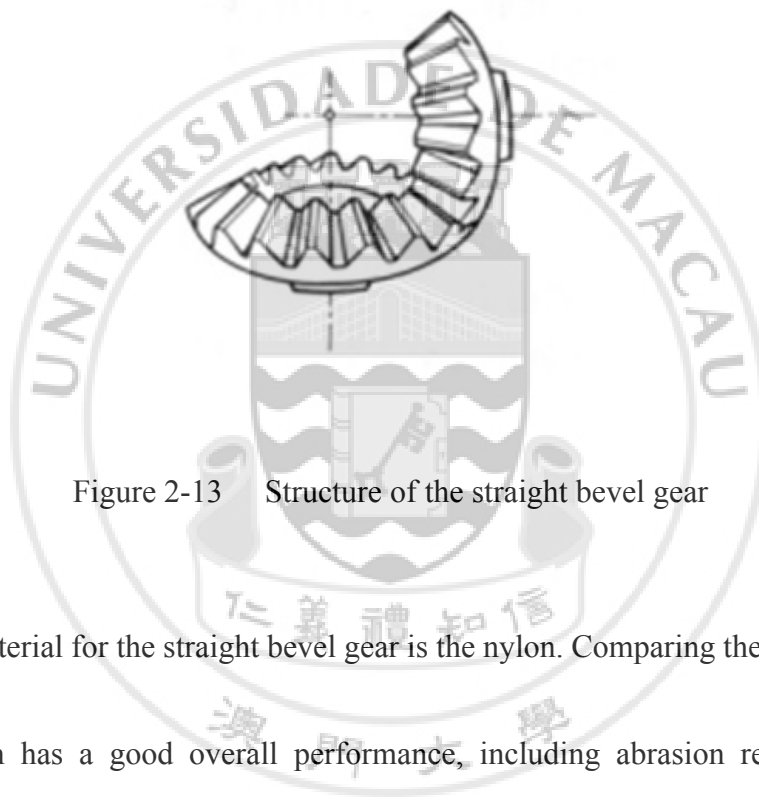 UNIVERSIDADE DE MACAU
Figure 2-13 Structure of the straight bevel gear
仁義禮知信
terial for the straight bevel gear is the nylon. Comparing the
has a good overall performance, including abrasion re
澳門大學